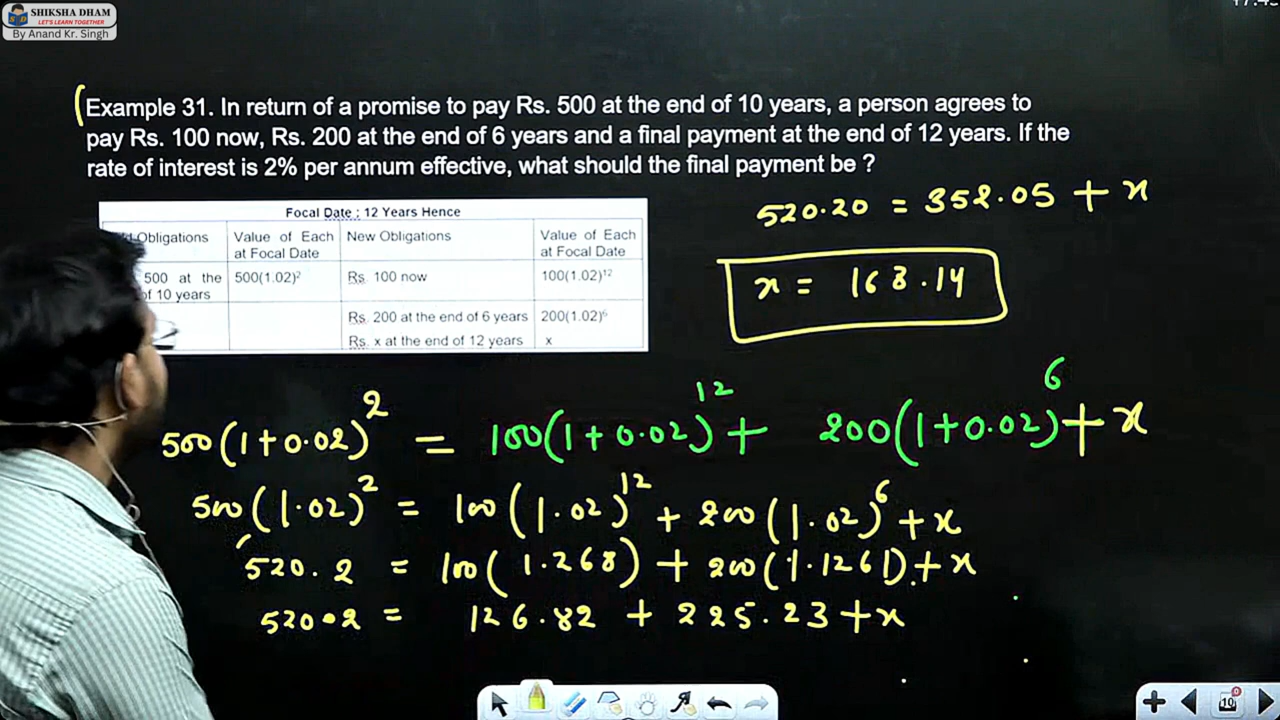 SHIKSHA DHAM
LET'S LEARN TOGETHER
By Anand Kr. Singh
Example 31. In return of a promise to pay Rs. 500 at the end of 10 years, a person agrees to
pay Rs. 100 now, Rs. 200 at the end of 6 years and a final payment at the end of 12 years. If the
rate of interest is 2% per annum effective, what should the final payment be ?
Focal Date : 12 Years Hence
Obligations Value of Each at Focal Date New Obligations Value of Each at Focal Date
500 at the of 10 years 500(1.02)² Rs. 100 now 100(1.02)¹²
Rs. 200 at the end of 6 years 200(1.02)⁶
Rs. x at the end of 12 years x
520.20 = 352.05 + x
x = 168.14
500(1+0.02)² = 100(1+0.02)¹² + 200(1+0.02)⁶ + x
500(1.02)² = 100(1.02)¹² + 200(1.02)⁶ + x
520.2 = 100(1.268) + 200(1.1261) + x
520.2 = 126.82 + 225.23 + x
10